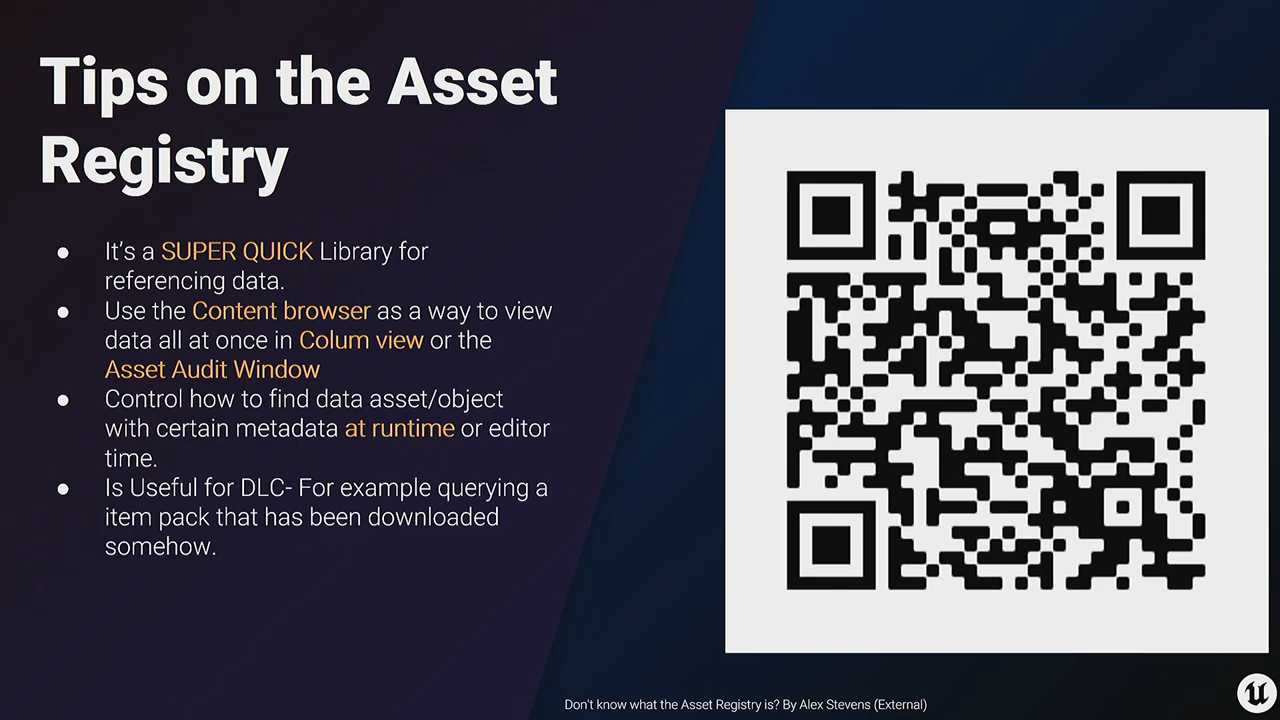 Tips on the Asset
Registry
● It's a SUPER QUICK Library for
referencing data.
● Use the Content browser as a way to view
data all at once in Colum view or the
Asset Audit Window
● Control how to find data asset/object
with certain metadata at runtime or editor
time.
● Is Useful for DLC- For example querying a
item pack that has been downloaded
somehow.
Don't know what the Asset Registry is? By Alex Stevens (External)